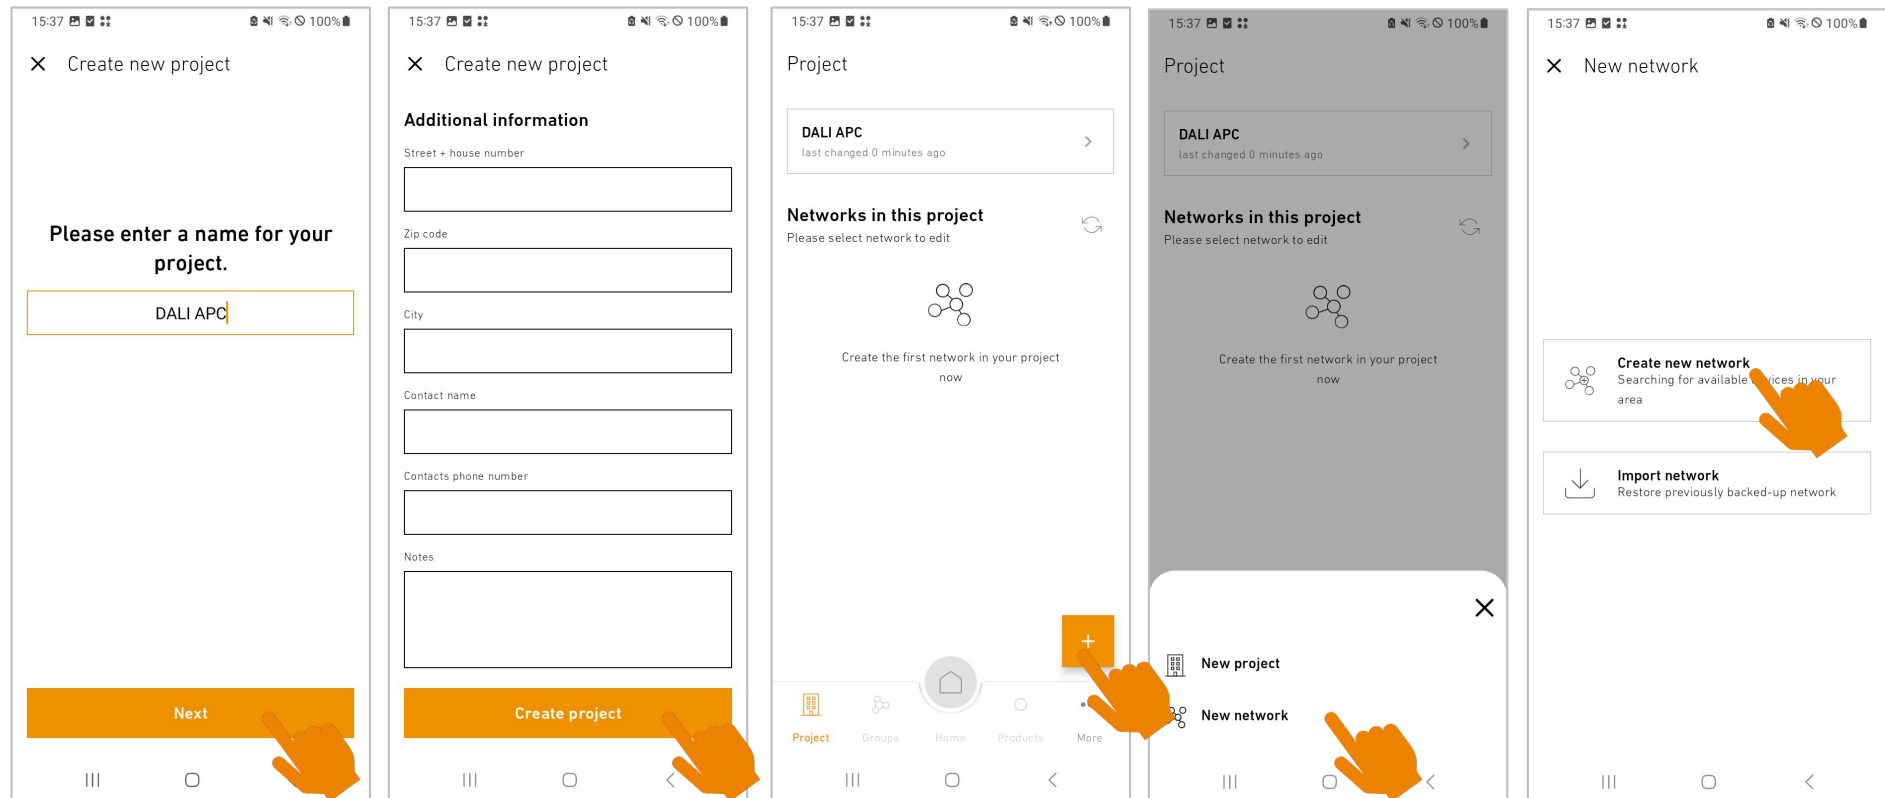 15:37
100%
Create new project
Please enter a name for your
project.
DALI APC
Next
15:37
100%
Create new project
Additional information
Street + house number
Zip code
City
Contact name
Contacts phone number
Notes
Create project
15:37
100%
Project
DALI APC
last changed 0 minutes ago
Networks in this project
Please select network to edit
Create the first network in your project
now
+
Project
Groups
Home
Products
More
15:37
100%
Project
DALI APC
last changed 0 minutes ago
Networks in this project
Please select network to edit
Create the first network in your project
now
New project
New network
15:37
100%
New network
Create new network
Searching for available in your
area
Import network
Restore previously backed-up network